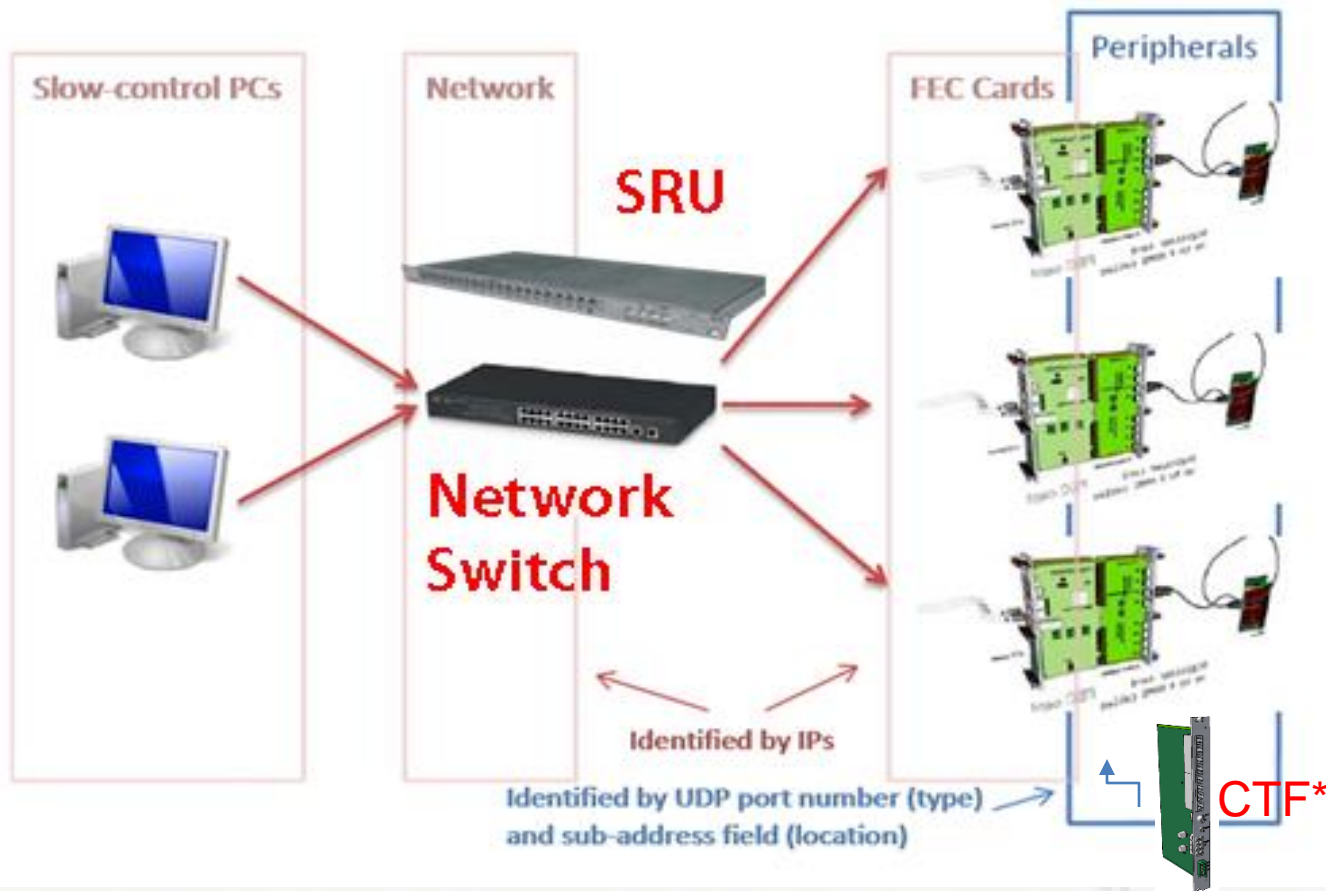 Peripherals
Slow-control PCs
Network
FEC Cards
SRU
Network
Switch
Identified by IPs
Identified by UDP port number (type)
and sub-address field (location)
CTF*